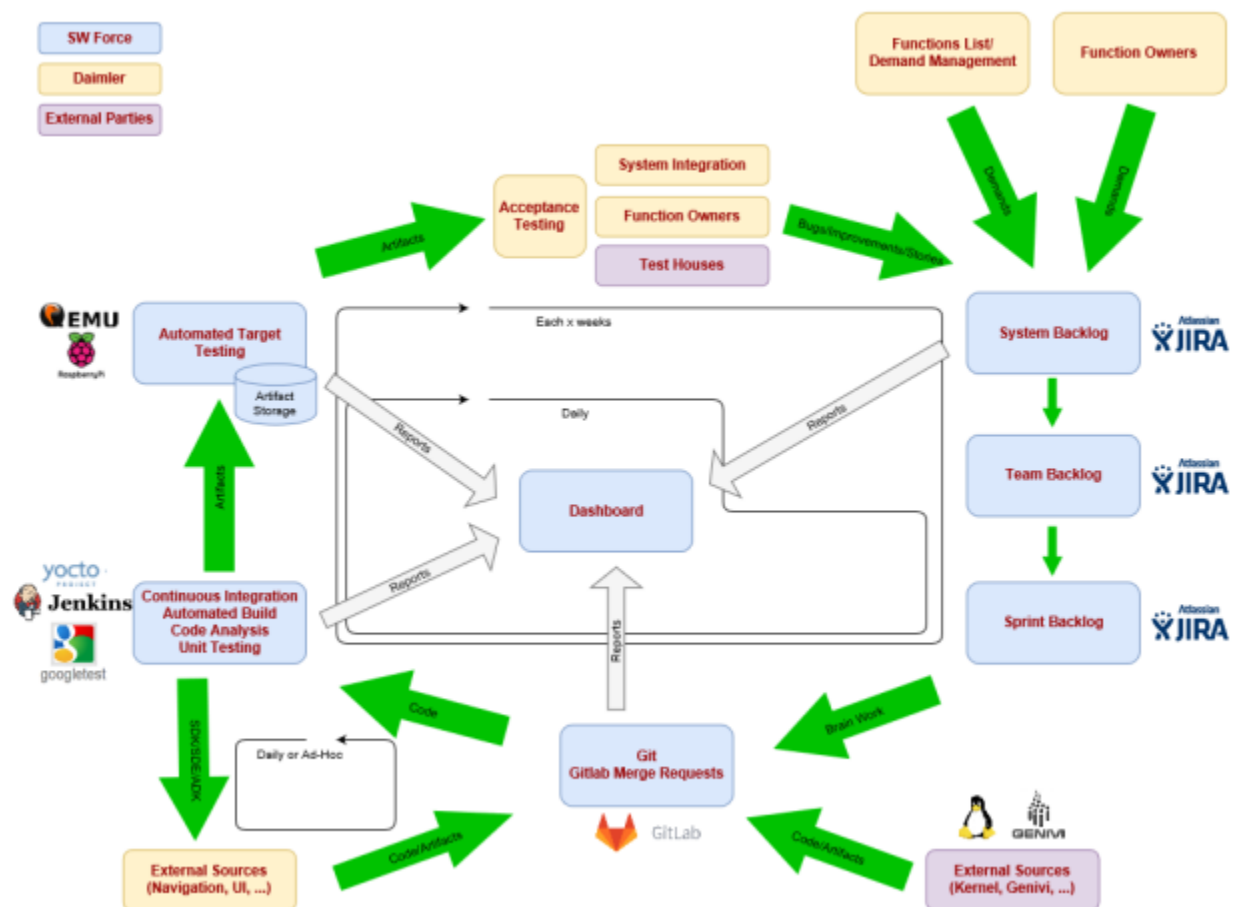 SW Force
Daimler
External Parties
Functions List/
Demand Management
Function Owners
Demands
Demands
System Integration
Acceptance
Testing
Function Owners
Test Houses
Artifacts
Bugs/Improvements/Stories
QEMU
RaspberryPi
Automated Target
Testing
Artifact
Storage
Each x weeks
System Backlog
Atlassian
JIRA
Daily
Reports
Reports
Artifacts
Team Backlog
Atlassian
JIRA
Dashboard
yocto
PROJECT
Jenkins
googletest
Continuous Integration
Automated Build
Code Analysis
Unit Testing
Reports
Reports
Sprint Backlog
Atlassian
JIRA
Code
Brain Work
SDK/SDE/ADK
Daily or Ad-Hoc
Git
Gitlab Merge Requests
GitLab
GENIVI
Code/Artifacts
Code/Artifacts
External Sources
(Navigation, UI, ...)
External Sources
(Kernel, Genivi, ...)